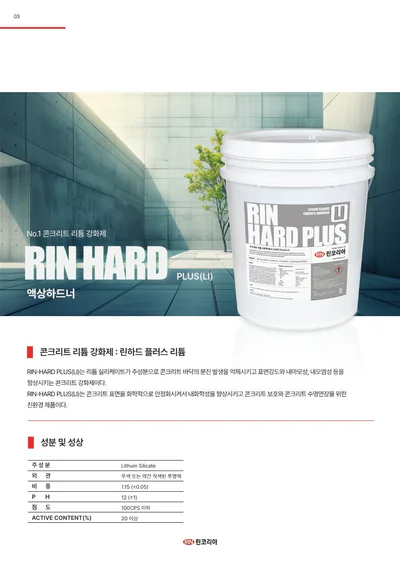 03
No.1 콘크리트 리튬 강화제
RIN HARD PLUS(LI)
액상하드너
LITHIUM SILICATE
CONCRETE HARDENER
RIN
HARD PLUS
LI
RIN 린코리아
콘크리트 리튬 강화제 : 린하드 플러스 리튬
RIN-HARD PLUS(LI)는 리튬 실리케이트가 주성분으로 콘크리트 바닥의 분진 발생을 억제시키고 표면강도와 내마모성, 내오염성 등을
향상시키는 콘크리트 강화제이다.
RIN-HARD PLUS(LI)는 콘크리트 표면을 화학적으로 안정화시켜서 내화학성을 향상시키고 콘크리트 보호와 콘크리트 수명연장을 위한
친환경 제품이다.
성분 및 성상
주 성 분 Lithum Silicate
외 관 무색 또는 약간 착색된 투명액
비 중 1.15 (±0.05)
P H 12 (±1)
점 도 100CPS 이하
ACTIVE CONTENT(%) 20 이상
RIN 린코리아